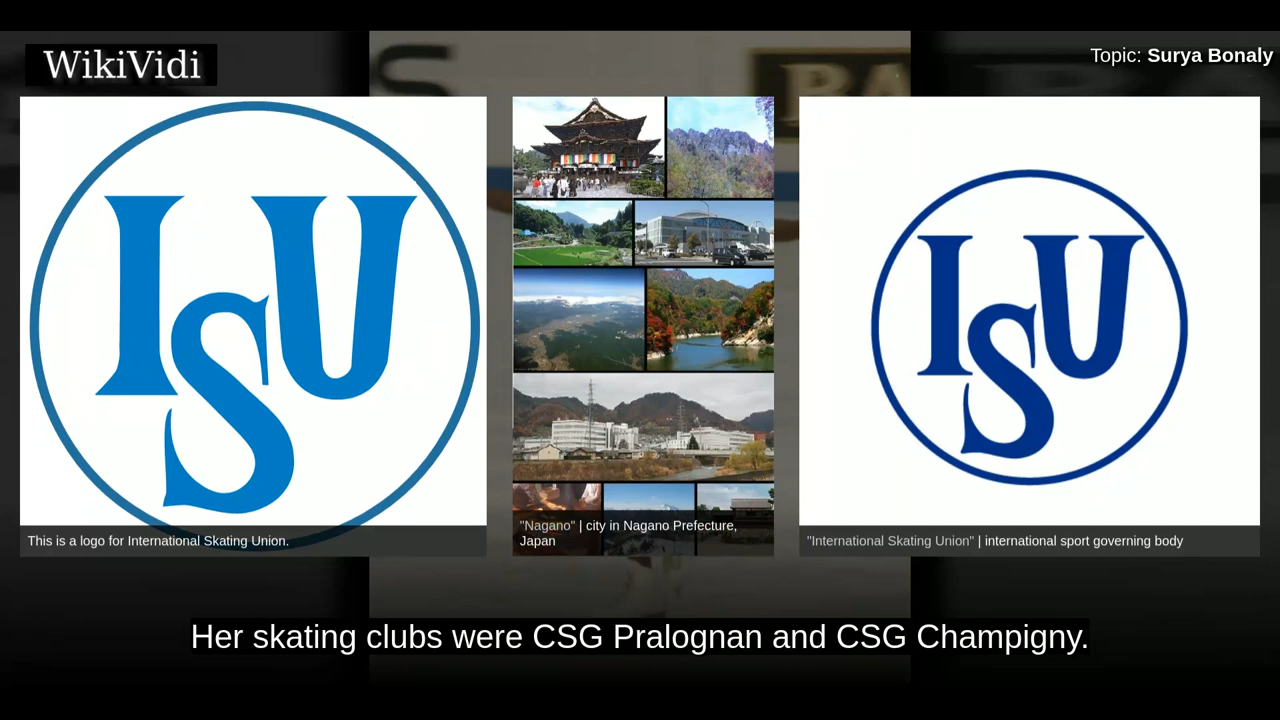 WikiVidi
Topic: Surya Bonaly
ISU
ISU
This is a logo for International Skating Union.
"Nagano" | city in Nagano Prefecture,
Japan
"International Skating Union" | international sport governing body
Her skating clubs were CSG Pralognan and CSG Champigny.